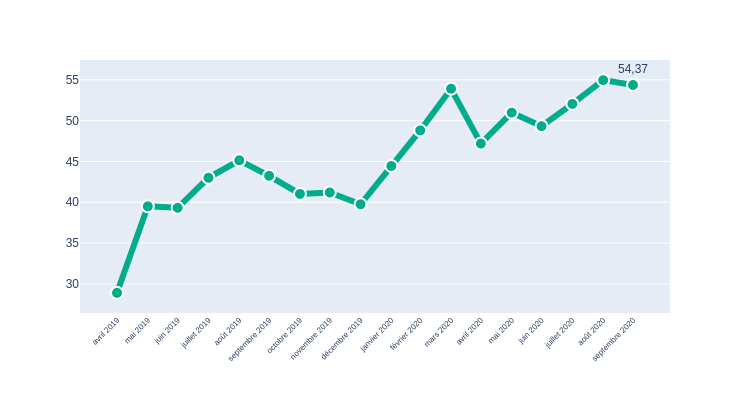 54,37
55
50
45
40
35
30
avril 2019
mai 2019
juin 2019
juillet 2019
août 2019
septembre 2019
octobre 2019
novembre 2019
décembre 2019
janvier 2020
février 2020
mars 2020
avril 2020
mai 2020
juin 2020
juillet 2020
août 2020
septembre 2020